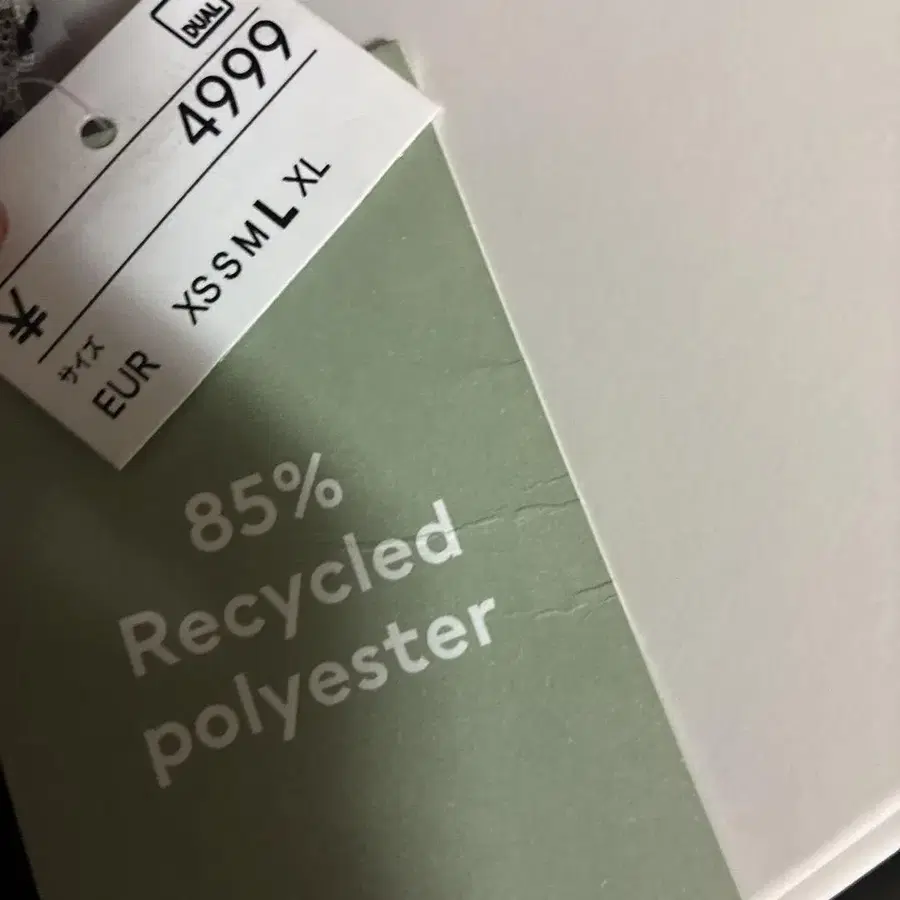 DUAL
¥ 4999
サイズ
EUR XS S M L XL
85%
Recycled
polyester